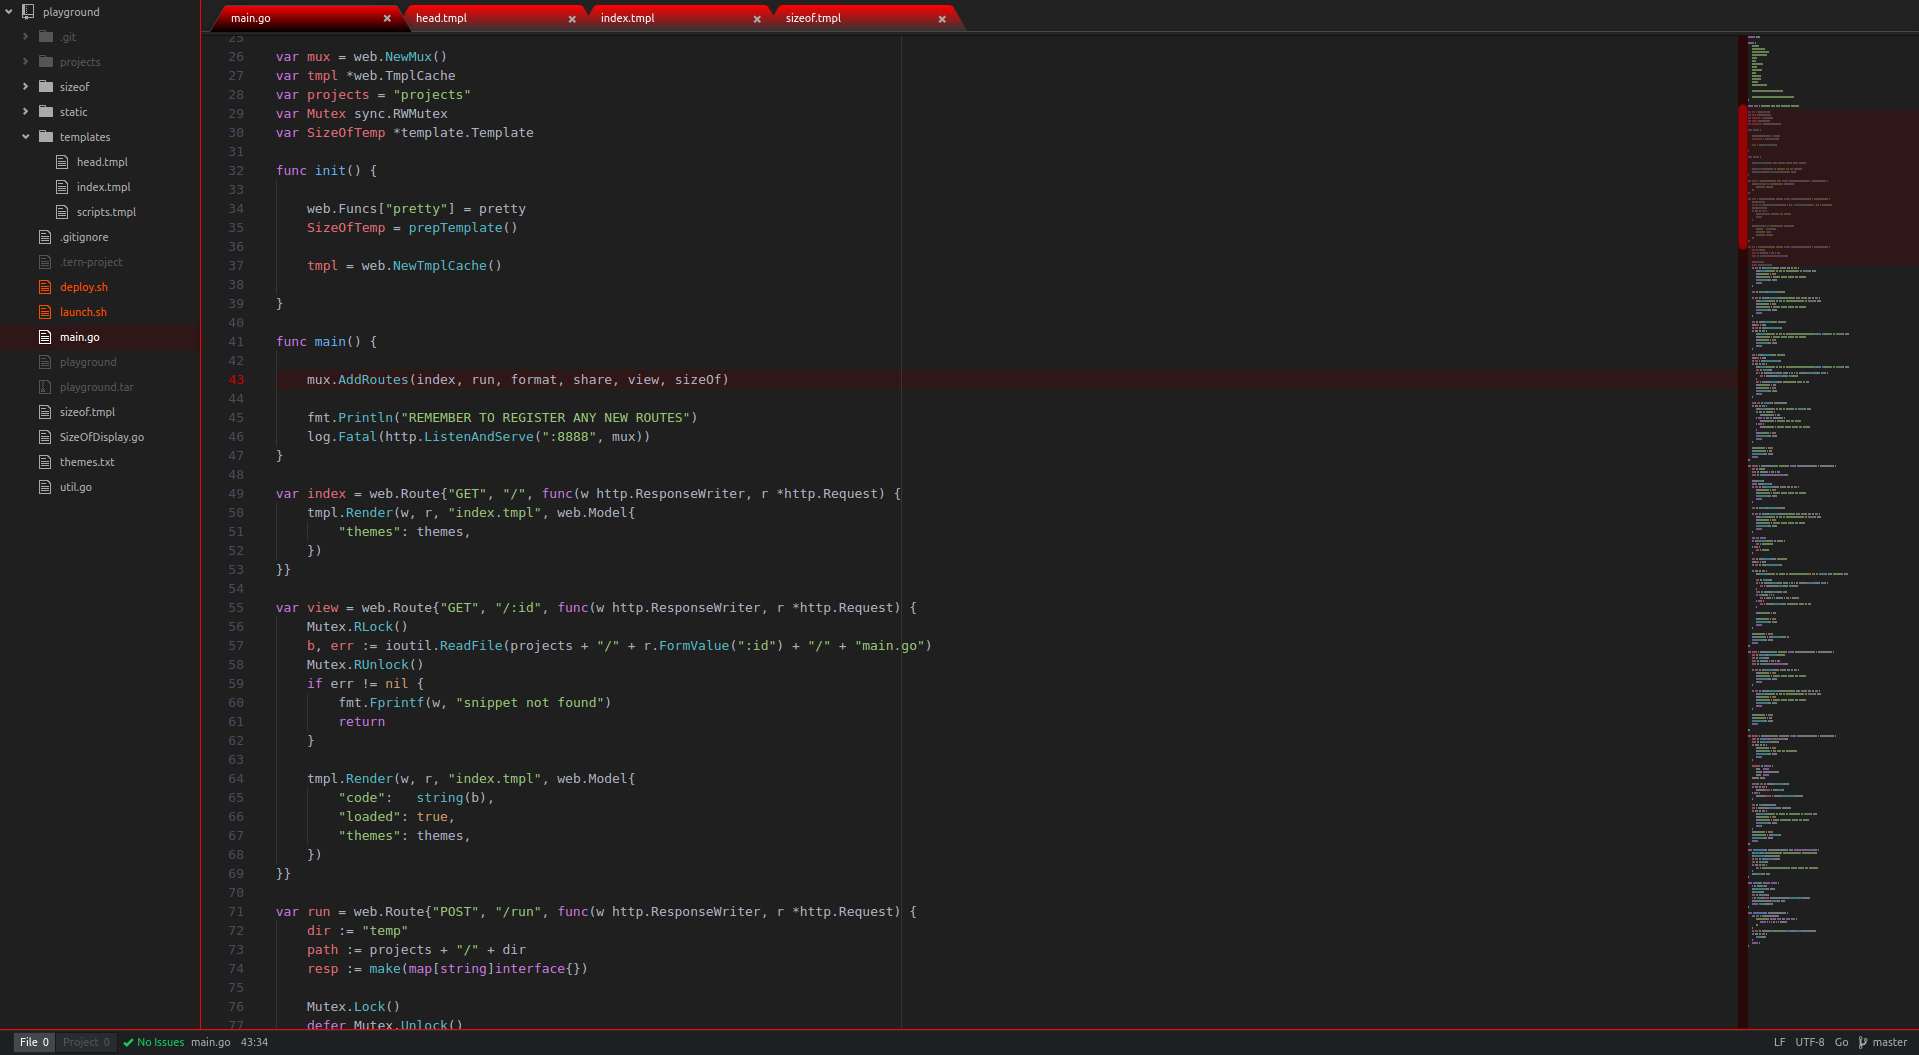 playground
.git
projects
sizeof
static
templates
head.tmpl
index.tmpl
scripts.tmpl
.gitignore
.tern-project
deploy.sh
launch.sh
main.go
playground
playground.tar
sizeof.tmpl
SizeOfDisplay.go
themes.txt
util.go
main.go × head.tmpl × index.tmpl × sizeof.tmpl ×
25
26 var mux = web.NewMux()
27 var tmpl *web.TmplCache
28 var projects = "projects"
29 var Mutex sync.RWMutex
30 var SizeOfTemp *template.Template
31
32 func init() {
33
34 web.Funcs["pretty"] = pretty
35 SizeOfTemp = prepTemplate()
36
37 tmpl = web.NewTmplCache()
38
39 }
40
41 func main() {
42
43 mux.AddRoutes(index, run, format, share, view, sizeOf)
44
45 fmt.Println("REMEMBER TO REGISTER ANY NEW ROUTES")
46 log.Fatal(http.ListenAndServe(":8888", mux))
47 }
48
49 var index = web.Route{"GET", "/", func(w http.ResponseWriter, r *http.Request) {
50 tmpl.Render(w, r, "index.tmpl", web.Model{
51 "themes": themes,
52 })
53 }}
54
55 var view = web.Route{"GET", "/:id", func(w http.ResponseWriter, r *http.Request) {
56 Mutex.RLock()
57 b, err := ioutil.ReadFile(projects + "/" + r.FormValue(":id") + "/" + "main.go")
58 Mutex.RUnlock()
59 if err != nil {
60 fmt.Fprintf(w, "snippet not found")
61 return
62 }
63
64 tmpl.Render(w, r, "index.tmpl", web.Model{
65 "code":   string(b),
66 "loaded": true,
67 "themes": themes,
68 })
69 }}
70
71 var run = web.Route{"POST", "/run", func(w http.ResponseWriter, r *http.Request) {
72 dir := "temp"
73 path := projects + "/" + dir
74 resp := make(map[string]interface{})
75
76 Mutex.Lock()
77 defer Mutex.Unlock()
File 0 Project 0 ✔ No Issues main.go 43:34 LF UTF-8 Go master